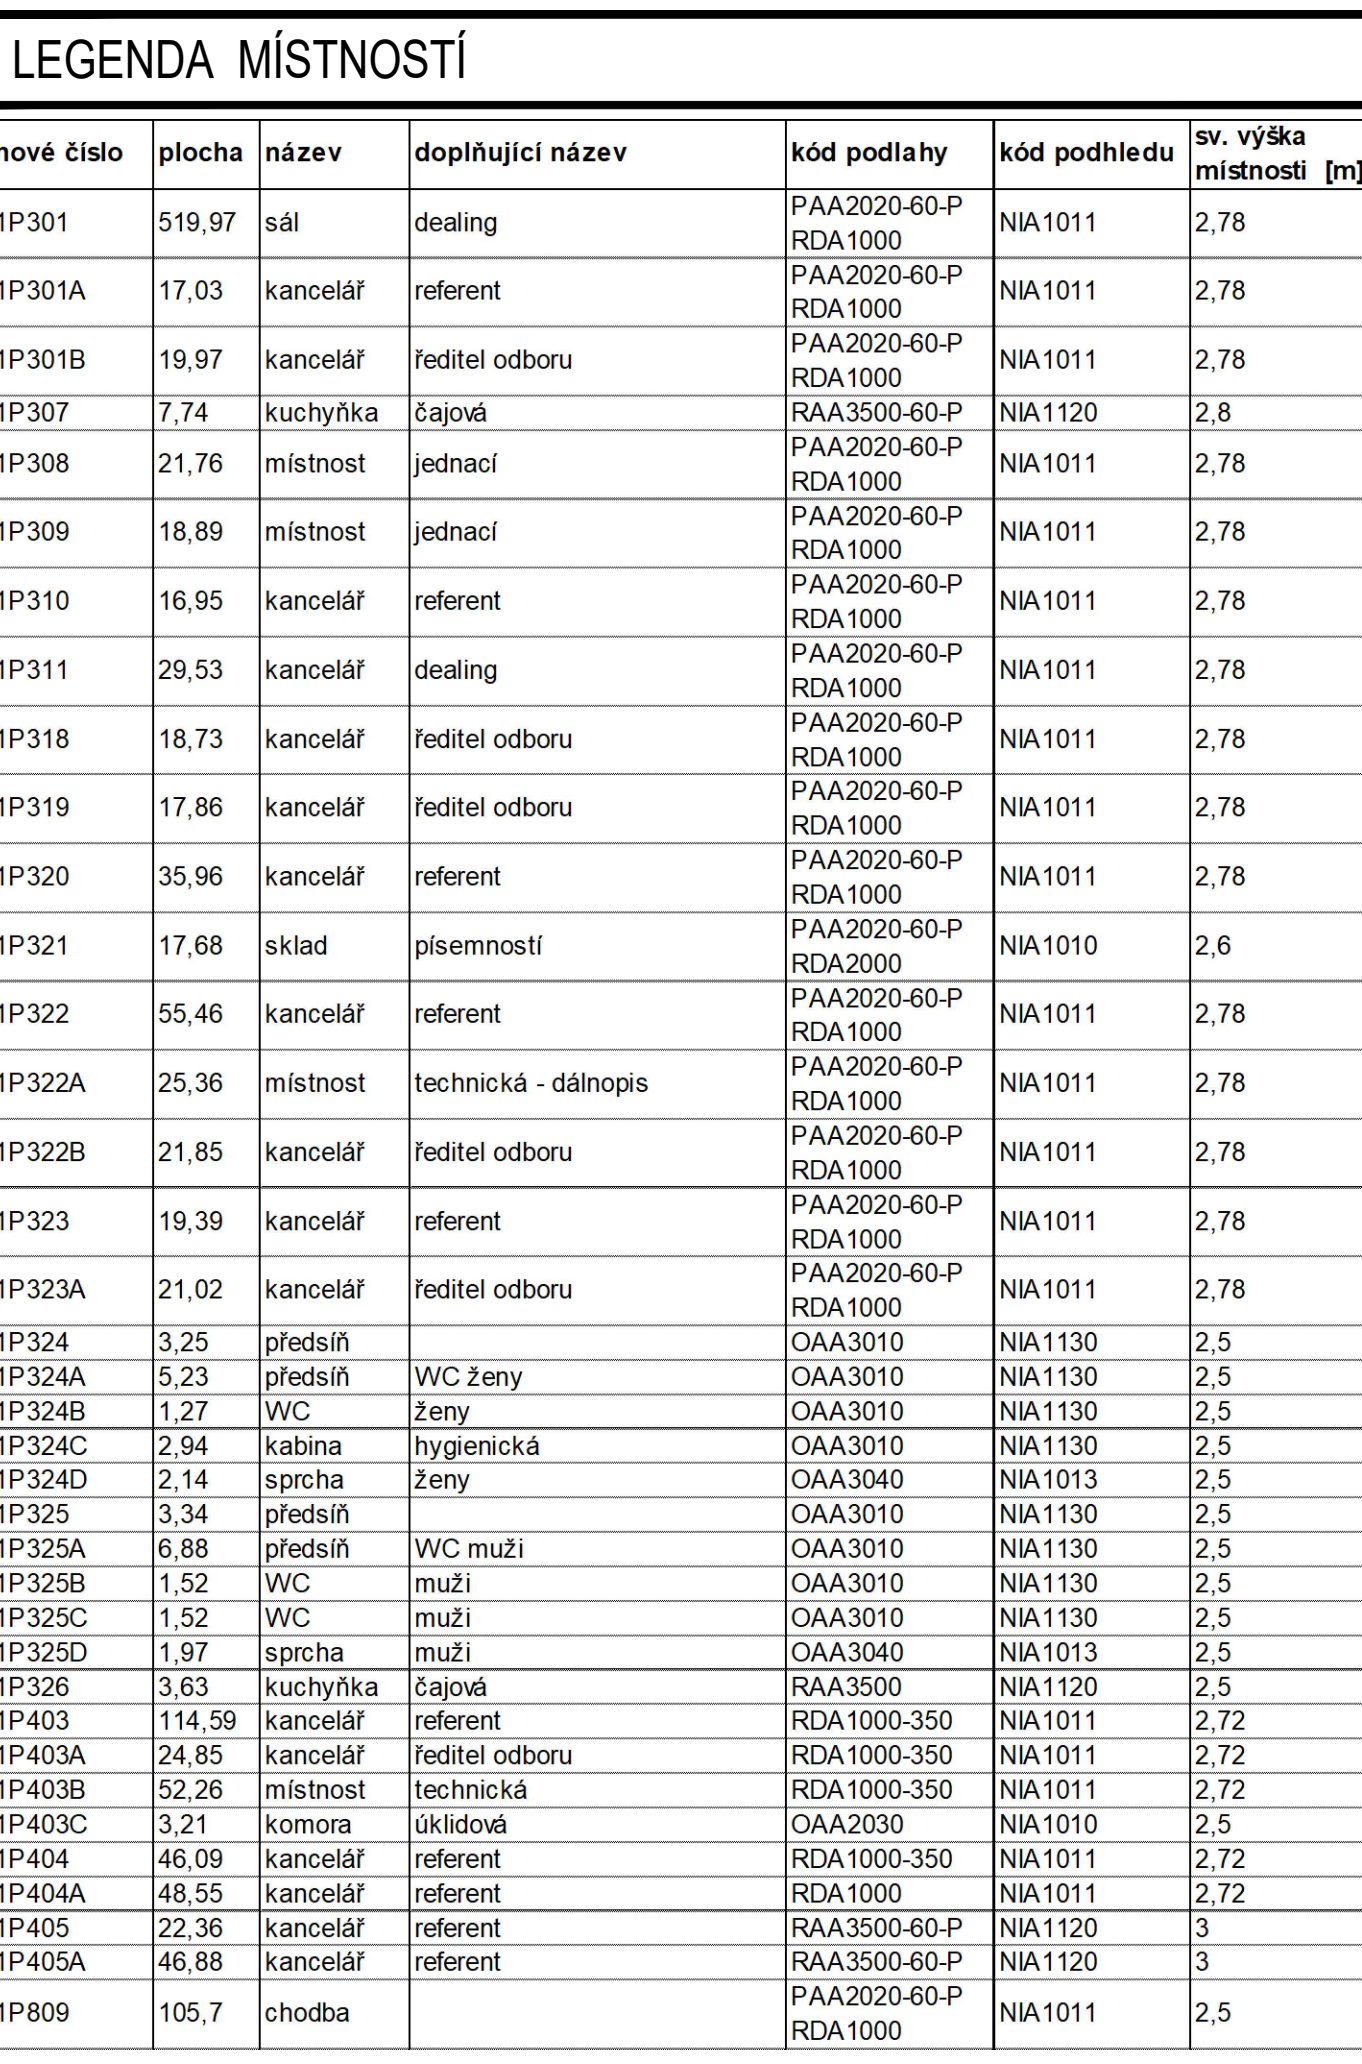 LEGENDA MÍSTNOSTÍ
nové číslo plocha název doplňující název kód podlahy kód podhledu sv. výška místnosti [m]
1P301 519,97 sál dealing PAA2020-60-P RDA1000 NIA1011 2,78
1P301A 17,03 kancelář referent PAA2020-60-P RDA1000 NIA1011 2,78
1P301B 19,97 kancelář ředitel odboru PAA2020-60-P RDA1000 NIA1011 2,78
1P307 7,74 kuchyňka čajová RAA3500-60-P NIA1120 2,8
1P308 21,76 místnost jednací PAA2020-60-P RDA1000 NIA1011 2,78
1P309 18,89 místnost jednací PAA2020-60-P RDA1000 NIA1011 2,78
1P310 16,95 kancelář referent PAA2020-60-P RDA1000 NIA1011 2,78
1P311 29,53 kancelář dealing PAA2020-60-P RDA1000 NIA1011 2,78
1P318 18,73 kancelář ředitel odboru PAA2020-60-P RDA1000 NIA1011 2,78
1P319 17,86 kancelář ředitel odboru PAA2020-60-P RDA1000 NIA1011 2,78
1P320 35,96 kancelář referent PAA2020-60-P RDA1000 NIA1011 2,78
1P321 17,68 sklad písemností PAA2020-60-P RDA2000 NIA1010 2,6
1P322 55,46 kancelář referent PAA2020-60-P RDA1000 NIA1011 2,78
1P322A 25,36 místnost technická - dálnopis PAA2020-60-P RDA1000 NIA1011 2,78
1P322B 21,85 kancelář ředitel odboru PAA2020-60-P RDA1000 NIA1011 2,78
1P323 19,39 kancelář referent PAA2020-60-P RDA1000 NIA1011 2,78
1P323A 21,02 kancelář ředitel odboru PAA2020-60-P RDA1000 NIA1011 2,78
1P324 3,25 předsíň OAA3010 NIA1130 2,5
1P324A 5,23 předsíň WC ženy OAA3010 NIA1130 2,5
1P324B 1,27 WC ženy OAA3010 NIA1130 2,5
1P324C 2,94 kabina hygienická OAA3010 NIA1130 2,5
1P324D 2,14 sprcha ženy OAA3040 NIA1013 2,5
1P325 3,34 předsíň OAA3010 NIA1130 2,5
1P325A 6,88 předsíň WC muži OAA3010 NIA1130 2,5
1P325B 1,52 WC muži OAA3010 NIA1130 2,5
1P325C 1,52 WC muži OAA3010 NIA1130 2,5
1P325D 1,97 sprcha muži OAA3040 NIA1013 2,5
1P326 3,63 kuchyňka čajová RAA3500 NIA1120 2,5
1P403 114,59 kancelář referent RDA1000-350 NIA1011 2,72
1P403A 24,85 kancelář ředitel odboru RDA1000-350 NIA1011 2,72
1P403B 52,26 místnost technická RDA1000-350 NIA1011 2,72
1P403C 3,21 komora úklidová OAA2030 NIA1010 2,5
1P404 46,09 kancelář referent RDA1000-350 NIA1011 2,72
1P404A 48,55 kancelář referent RDA1000 NIA1011 2,72
1P405 22,36 kancelář referent RAA3500-60-P NIA1120 3
1P405A 46,88 kancelář referent RAA3500-60-P NIA1120 3
1P809 105,7 chodba PAA2020-60-P RDA1000 NIA1011 2,5